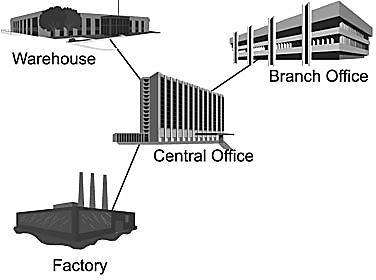 Warehouse
Branch Office
Central Office
Factory